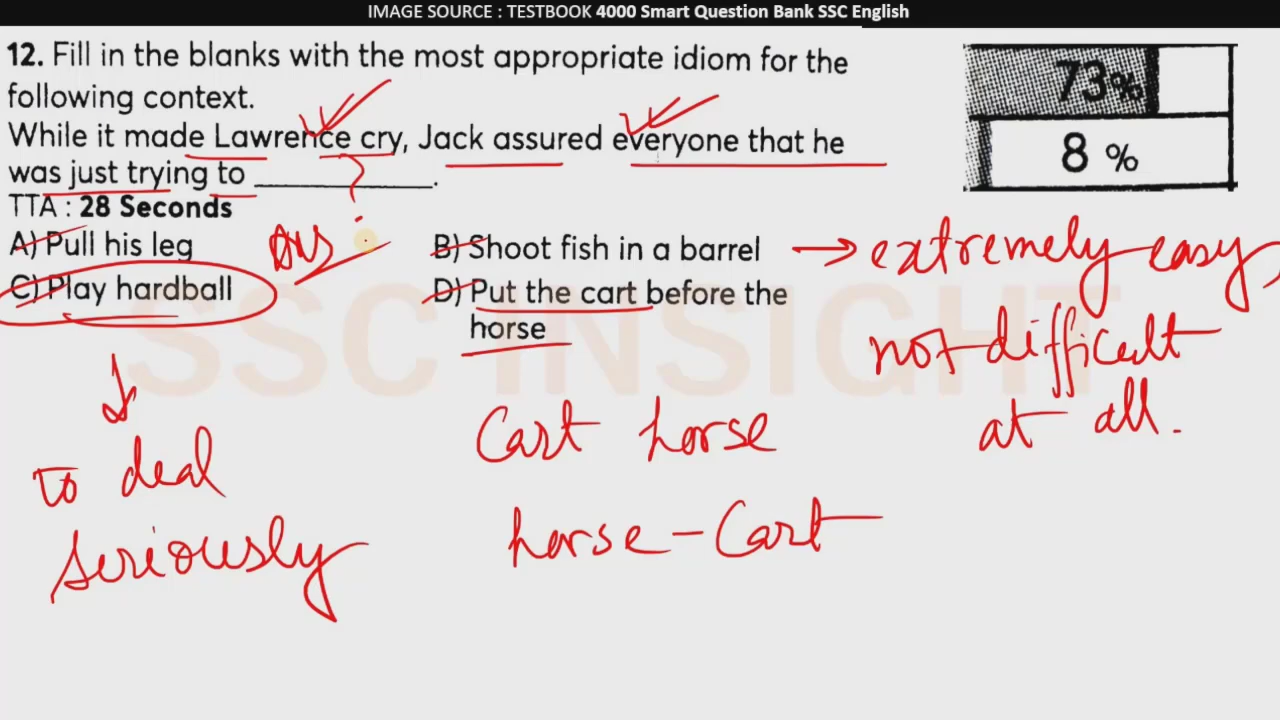 IMAGE SOURCE : TESTBOOK 4000 Smart Question Bank SSC English
12. Fill in the blanks with the most appropriate idiom for the
following context.
While it made Lawrence cry, Jack assured everyone that he
was just trying to ______________.
TTA : 28 Seconds
A) Pull his leg
B) Shoot fish in a barrel
C) Play hardball
D) Put the cart before the
horse
73%
8 %
?
Ans
→ extremely easy,
not difficult
at all.
to deal
seriously
Cart horse
horse - Cart
SSC INSIGHT